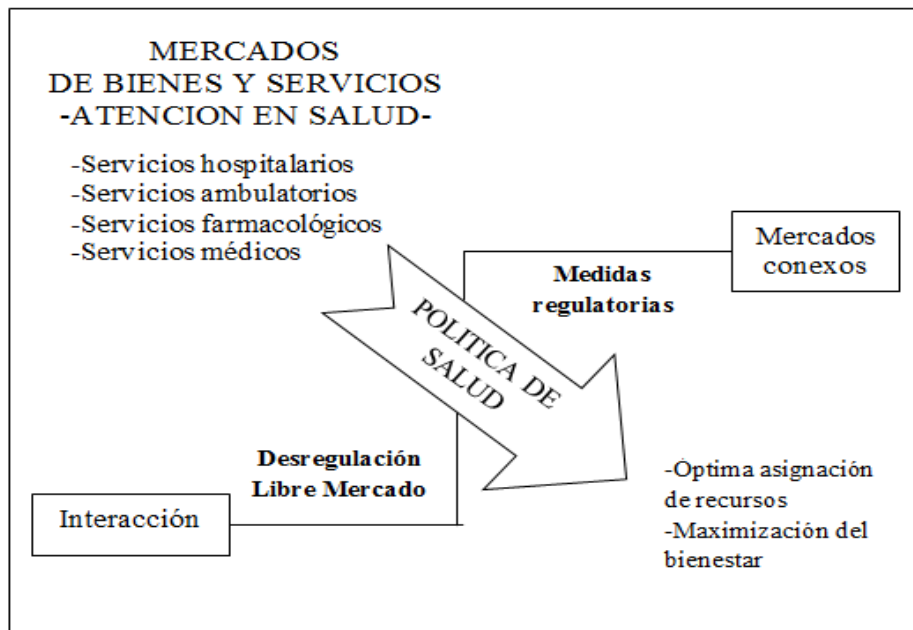 MERCADOS
DE BIENES Y SERVICIOS
-ATENCION EN SALUD-
-Servicios hospitalarios
-Servicios ambulatorios
-Servicios farmacológicos
-Servicios médicos
Mercados
conexos
Medidas
regulatorias
POLITICA DE
SALUD
Desregulación
Libre Mercado
Interacción
-Óptima asignación
de recursos
-Maximización del
bienestar